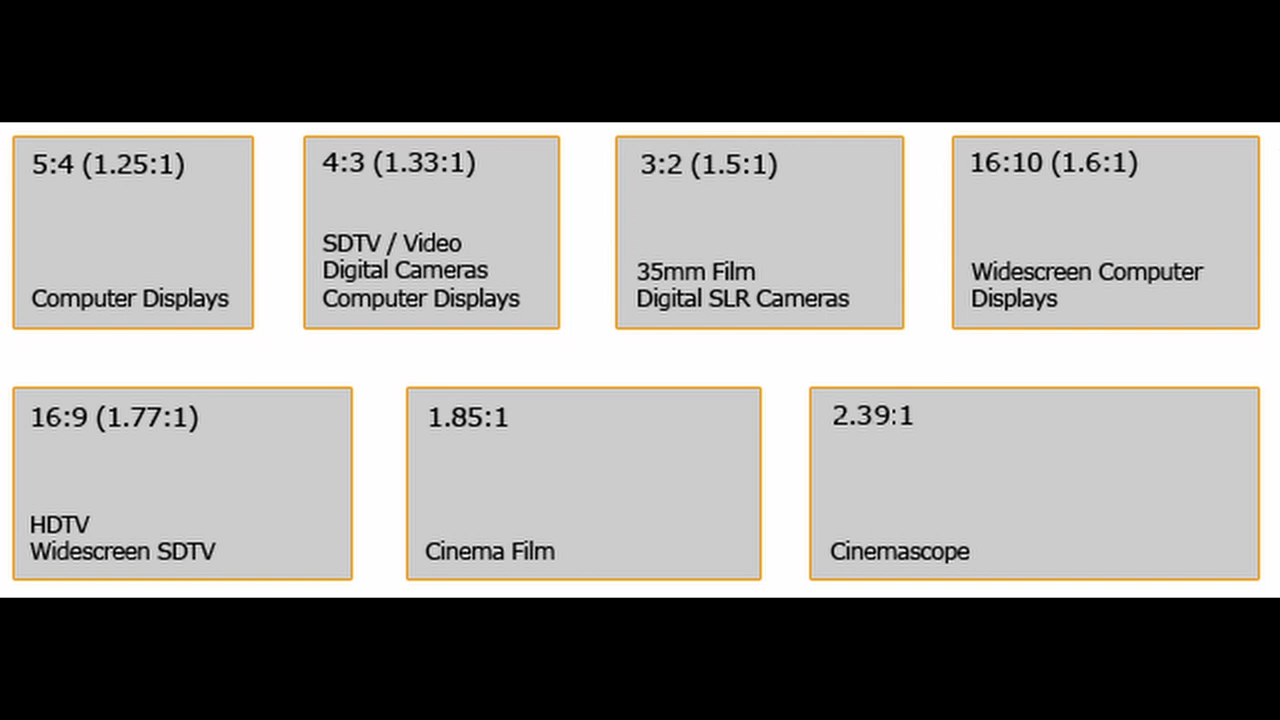 5:4 (1.25:1)
Computer Displays
4:3 (1.33:1)
SDTV / Video
Digital Cameras
Computer Displays
3:2 (1.5:1)
35mm Film
Digital SLR Cameras
16:10 (1.6:1)
Widescreen Computer
Displays
16:9 (1.77:1)
HDTV
Widescreen SDTV
1.85:1
Cinema Film
2.39:1
Cinemascope